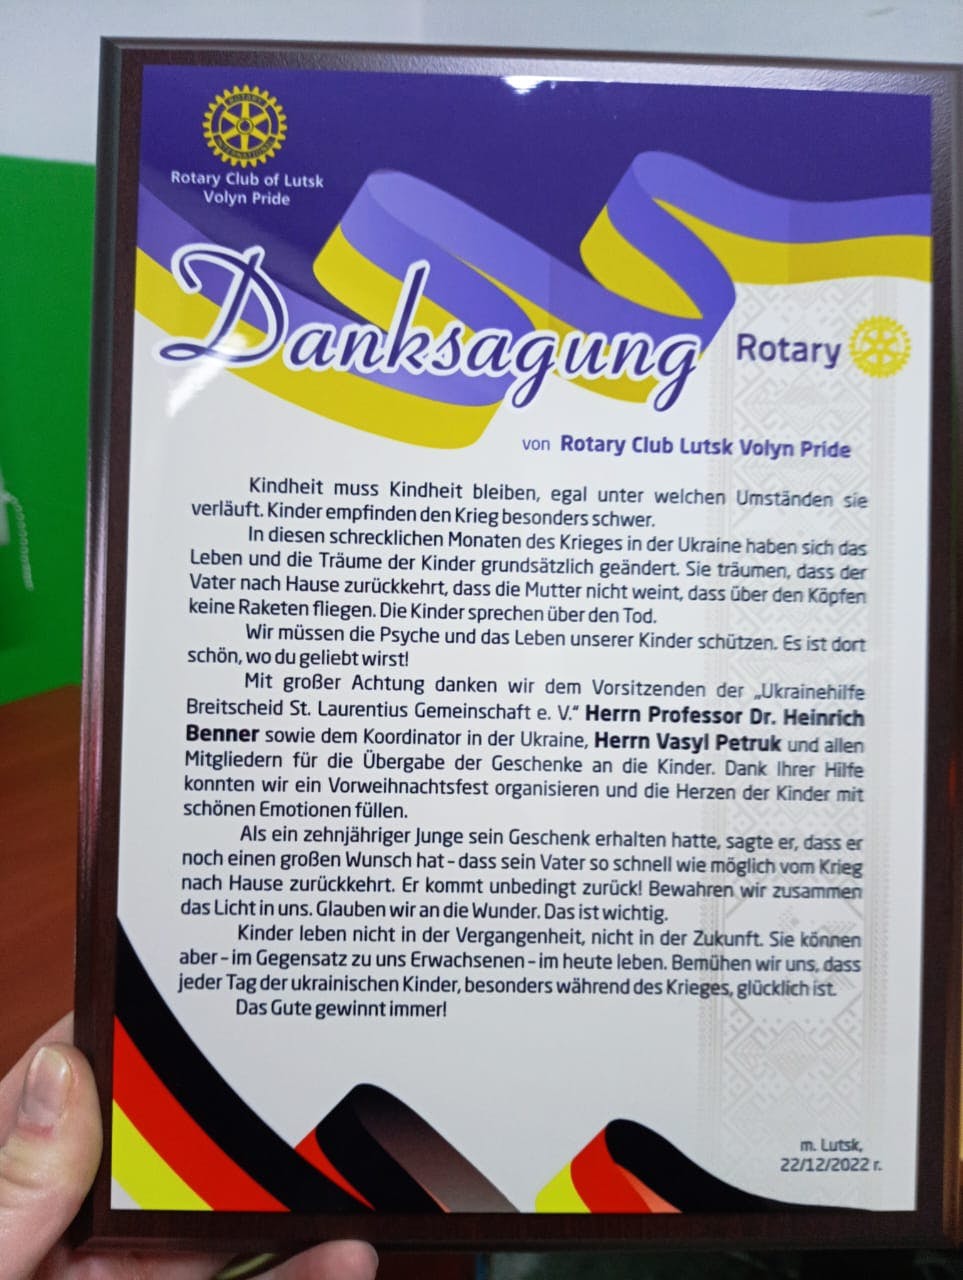 ROTARY
INTERNATIONAL
Rotary Club of Lutsk
Volyn Pride
Danksagung
Rotary
von Rotary Club Lutsk Volyn Pride
Kindheit muss Kindheit bleiben, egal unter welchen Umständen sie
verläuft. Kinder empfinden den Krieg besonders schwer.
In diesen schrecklichen Monaten des Krieges in der Ukraine haben sich das
Leben und die Träume der Kinder grundsätzlich geändert. Sie träumen, dass der
Vater nach Hause zurückkehrt, dass die Mutter nicht weint, dass über den Köpfen
keine Raketen fliegen. Die Kinder sprechen über den Tod.
Wir müssen die Psyche und das Leben unserer Kinder schützen. Es ist dort
schön, wo du geliebt wirst!
Mit großer Achtung danken wir dem Vorsitzenden der „Ukrainehilfe
Breitscheid St. Laurentius Gemeinschaft e. V.“ Herrn Professor Dr. Heinrich
Benner sowie dem Koordinator in der Ukraine, Herrn Vasyl Petruk und allen
Mitgliedern für die Übergabe der Geschenke an die Kinder. Dank Ihrer Hilfe
konnten wir ein Vorweihnachtsfest organisieren und die Herzen der Kinder mit
schönen Emotionen füllen.
Als ein zehnjähriger Junge sein Geschenk erhalten hatte, sagte er, dass er
noch einen großen Wunsch hat – dass sein Vater so schnell wie möglich vom Krieg
nach Hause zurückkehrt. Er kommt unbedingt zurück! Bewahren wir zusammen
das Licht in uns. Glauben wir an die Wunder. Das ist wichtig.
Kinder leben nicht in der Vergangenheit, nicht in der Zukunft. Sie können
aber – im Gegensatz zu uns Erwachsenen – im heute leben. Bemühen wir uns, dass
jeder Tag der ukrainischen Kinder, besonders während des Krieges, glücklich ist.
Das Gute gewinnt immer!
m. Lutsk,
22/12/2022 r.